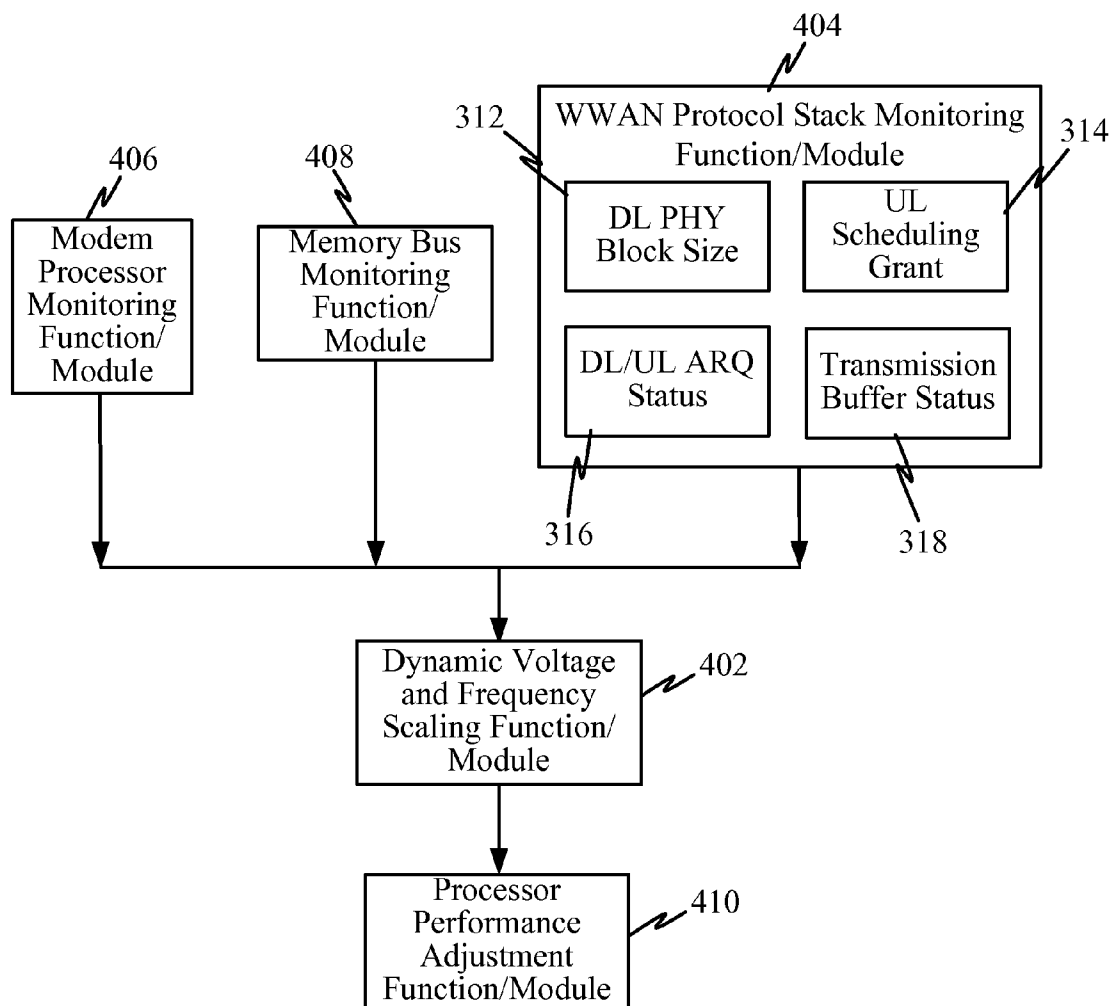 404
WWAN Protocol Stack Monitoring
Function/Module
312
314
DL PHY
Block Size
UL
Scheduling
Grant
DL/UL ARQ
Status
Transmission
Buffer Status
316
318
406
Modem
Processor
Monitoring
Function/
Module
408
Memory Bus
Monitoring
Function/
Module
Dynamic Voltage
and Frequency
Scaling Function/
Module
402
Processor
Performance
Adjustment
Function/Module
410